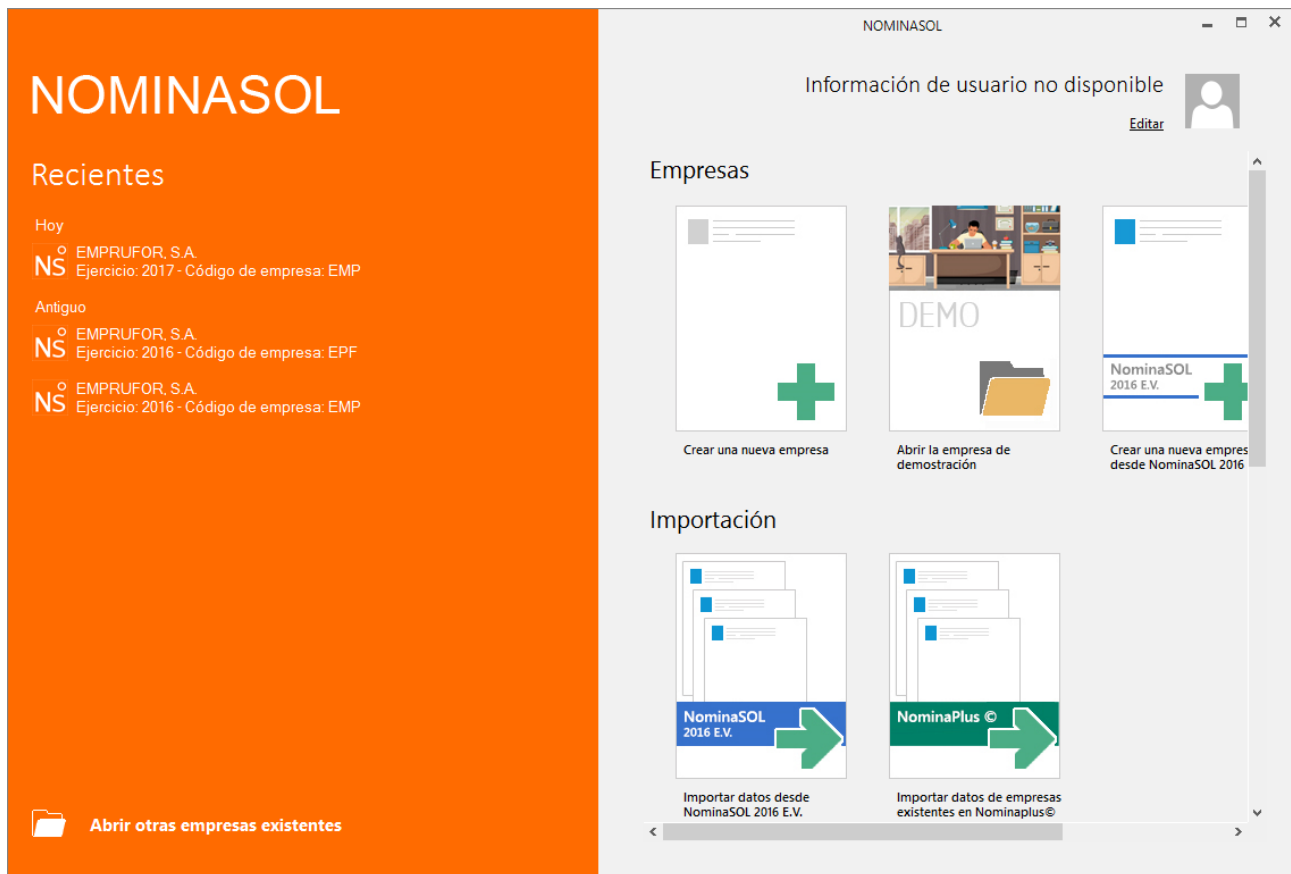 NOMINASOL
NOMINASOL
Recientes
Hoy
NS
EMPRUFOR, S.A.
Ejercicio: 2017 - Código de empresa: EMP
Antiguo
NS
EMPRUFOR, S.A.
Ejercicio: 2016 - Código de empresa: EPF
NS
EMPRUFOR, S.A.
Ejercicio: 2016 - Código de empresa: EMP
Abrir otras empresas existentes
Información de usuario no disponible
Editar
Empresas
Crear una nueva empresa
DEMO
Abrir la empresa de
demostración
NominaSOL
2016 E.V.
Crear una nueva empres
desde NominaSOL 2016
Importación
NominaSOL
2016 E.V.
Importar datos desde
NominaSOL 2016 E.V.
NominaPlus ©
Importar datos de empresas
existentes en Nominaplus©